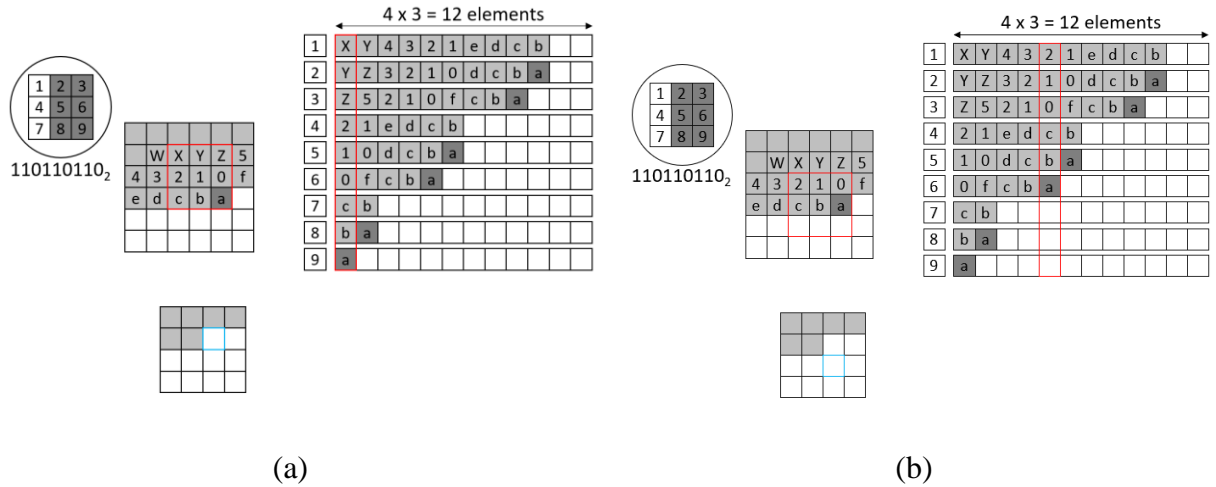 4 x 3 = 12 elements
1 X Y 4 3 2 1 e d c b
2 Y Z 3 2 1 0 d c b a
3 Z 5 2 1 0 f c b a
4 2 1 e d c b
5 1 0 d c b a
6 0 f c b a
7 c b
8 b a
9 a
1 2 3
4 5 6
7 8 9
110110110₂
W X Y Z 5
4 3 2 1 0 f
e d c b a
(a)
4 x 3 = 12 elements
1 X Y 4 3 2 1 e d c b
2 Y Z 3 2 1 0 d c b a
3 Z 5 2 1 0 f c b a
4 2 1 e d c b
5 1 0 d c b a
6 0 f c b a
7 c b
8 b a
9 a
1 2 3
4 5 6
7 8 9
110110110₂
W X Y Z 5
4 3 2 1 0 f
e d c b a
(b)